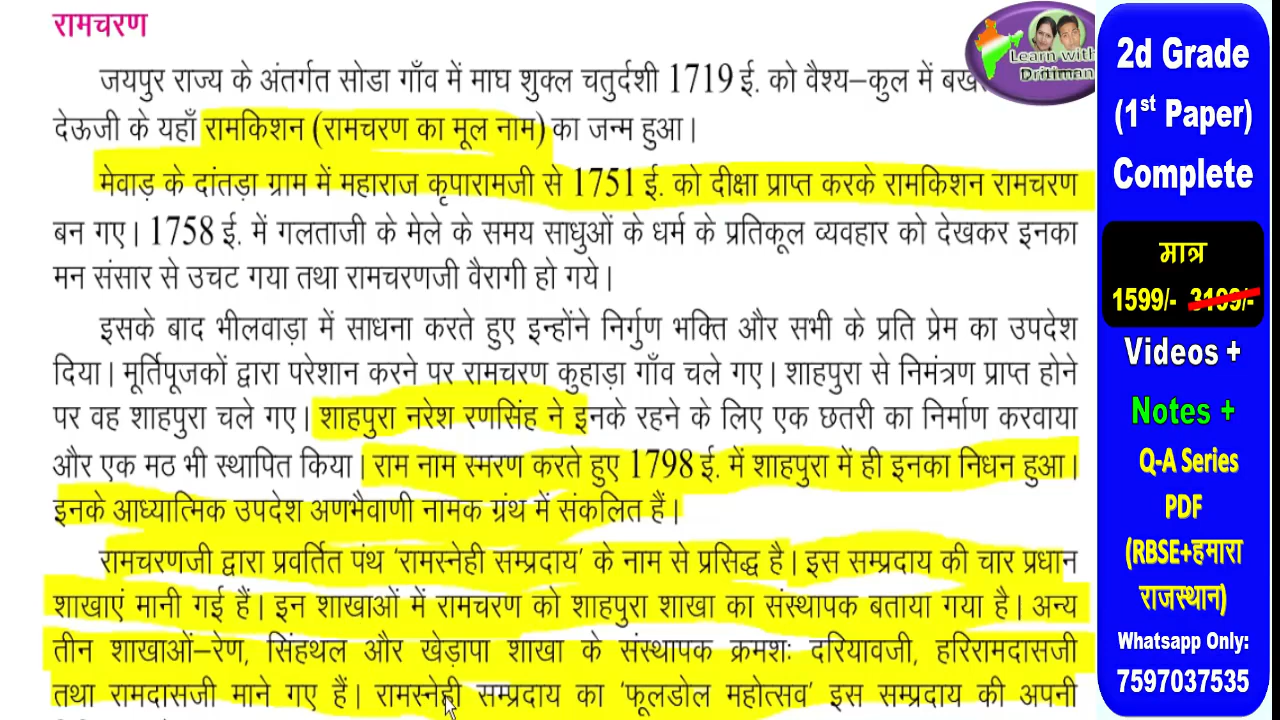 रामचरण
जयपुर राज्य के अंतर्गत सोडा गाँव में माघ शुक्ल चतुर्दशी 1719 ई. को वैश्य–कुल में
देऊजी के यहाँ रामकिशन (रामचरण का मूल नाम) का जन्म हुआ।
मेवाड़ के दांतड़ा ग्राम में महाराज कृपारामजी से 1751 ई. को दीक्षा प्राप्त करके रामकिशन रामचरण
बन गए। 1758 ई. में गलताजी के मेले के समय साधुओं के धर्म के प्रतिकूल व्यवहार को देखकर इनका
मन संसार से उचट गया तथा रामचरणजी वैरागी हो गये।
इसके बाद भीलवाड़ा में साधना करते हुए इन्होंने निर्गुण भक्ति और सभी के प्रति प्रेम का उपदेश
दिया। मूर्तिपूजकों द्वारा परेशान करने पर रामचरण कुहाड़ा गाँव चले गए। शाहपुरा से निमंत्रण प्राप्त होने
पर वह शाहपुरा चले गए। शाहपुरा नरेश रणसिंह ने इनके रहने के लिए एक छतरी का निर्माण करवाया
और एक मठ भी स्थापित किया। राम नाम स्मरण करते हुए 1798 ई. में शाहपुरा में ही इनका निधन हुआ।
इनके आध्यात्मिक उपदेश अणभैवाणी नामक ग्रंथ में संकलित हैं।
रामचरणजी द्वारा प्रवर्तित पंथ ‘रामस्नेही सम्प्रदाय’ के नाम से प्रसिद्ध है। इस सम्प्रदाय की चार प्रधान
शाखाएं मानी गई हैं। इन शाखाओं में रामचरण को शाहपुरा शाखा का संस्थापक बताया गया है। अन्य
तीन शाखाओं–रेण, सिंहथल और खेड़ापा शाखा के संस्थापक क्रमशः दरियावजी, हरिरामदासजी
तथा रामदासजी माने गए हैं। रामस्नेही सम्प्रदाय का ‘फूलडोल महोत्सव’ इस सम्प्रदाय की अपनी
Learn with
Dritiman
2d Grade
(1st Paper)
Complete
मात्र
1599/- 3199/-
Videos +
Notes +
Q-A Series
PDF
(RBSE+हमारा
राजस्थान)
Whatsapp Only:
7597037535